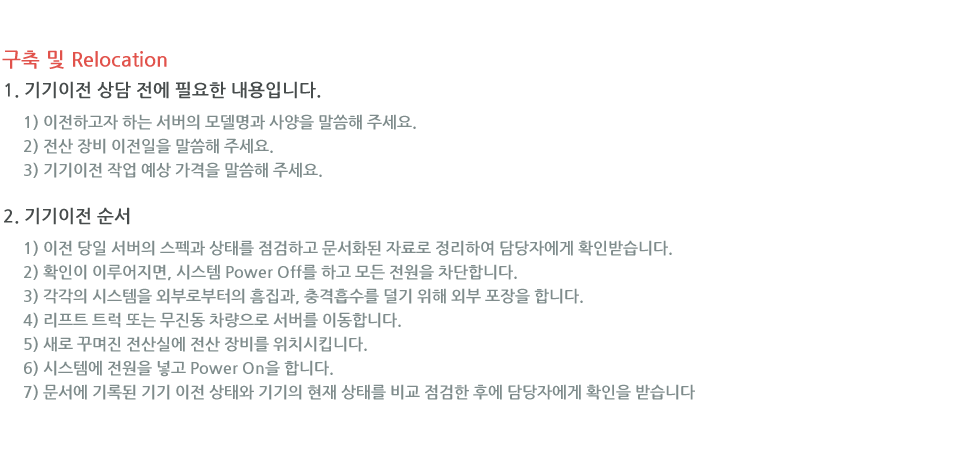 구축 및 Relocation
1. 기기이전 상담 전에 필요한 내용입니다.
1) 이전하고자 하는 서버의 모델명과 사양을 말씀해 주세요.
2) 전산 장비 이전일을 말씀해 주세요.
3) 기기이전 작업 예상 가격을 말씀해 주세요.
2. 기기이전 순서
1) 이전 당일 서버의 스펙과 상태를 점검하고 문서화된 자료로 정리하여 담당자에게 확인받습니다.
2) 확인이 이루어지면, 시스템 Power Off를 하고 모든 전원을 차단합니다.
3) 각각의 시스템을 외부로부터의 흠집과, 충격흡수를 덜기 위해 외부 포장을 합니다.
4) 리프트 트럭 또는 무진동 차량으로 서버를 이동합니다.
5) 새로 꾸며진 전산실에 전산 장비를 위치시킵니다.
6) 시스템에 전원을 넣고 Power On을 합니다.
7) 문서에 기록된 기기 이전 상태와 기기의 현재 상태를 비교 점검한 후에 담당자에게 확인을 받습니다